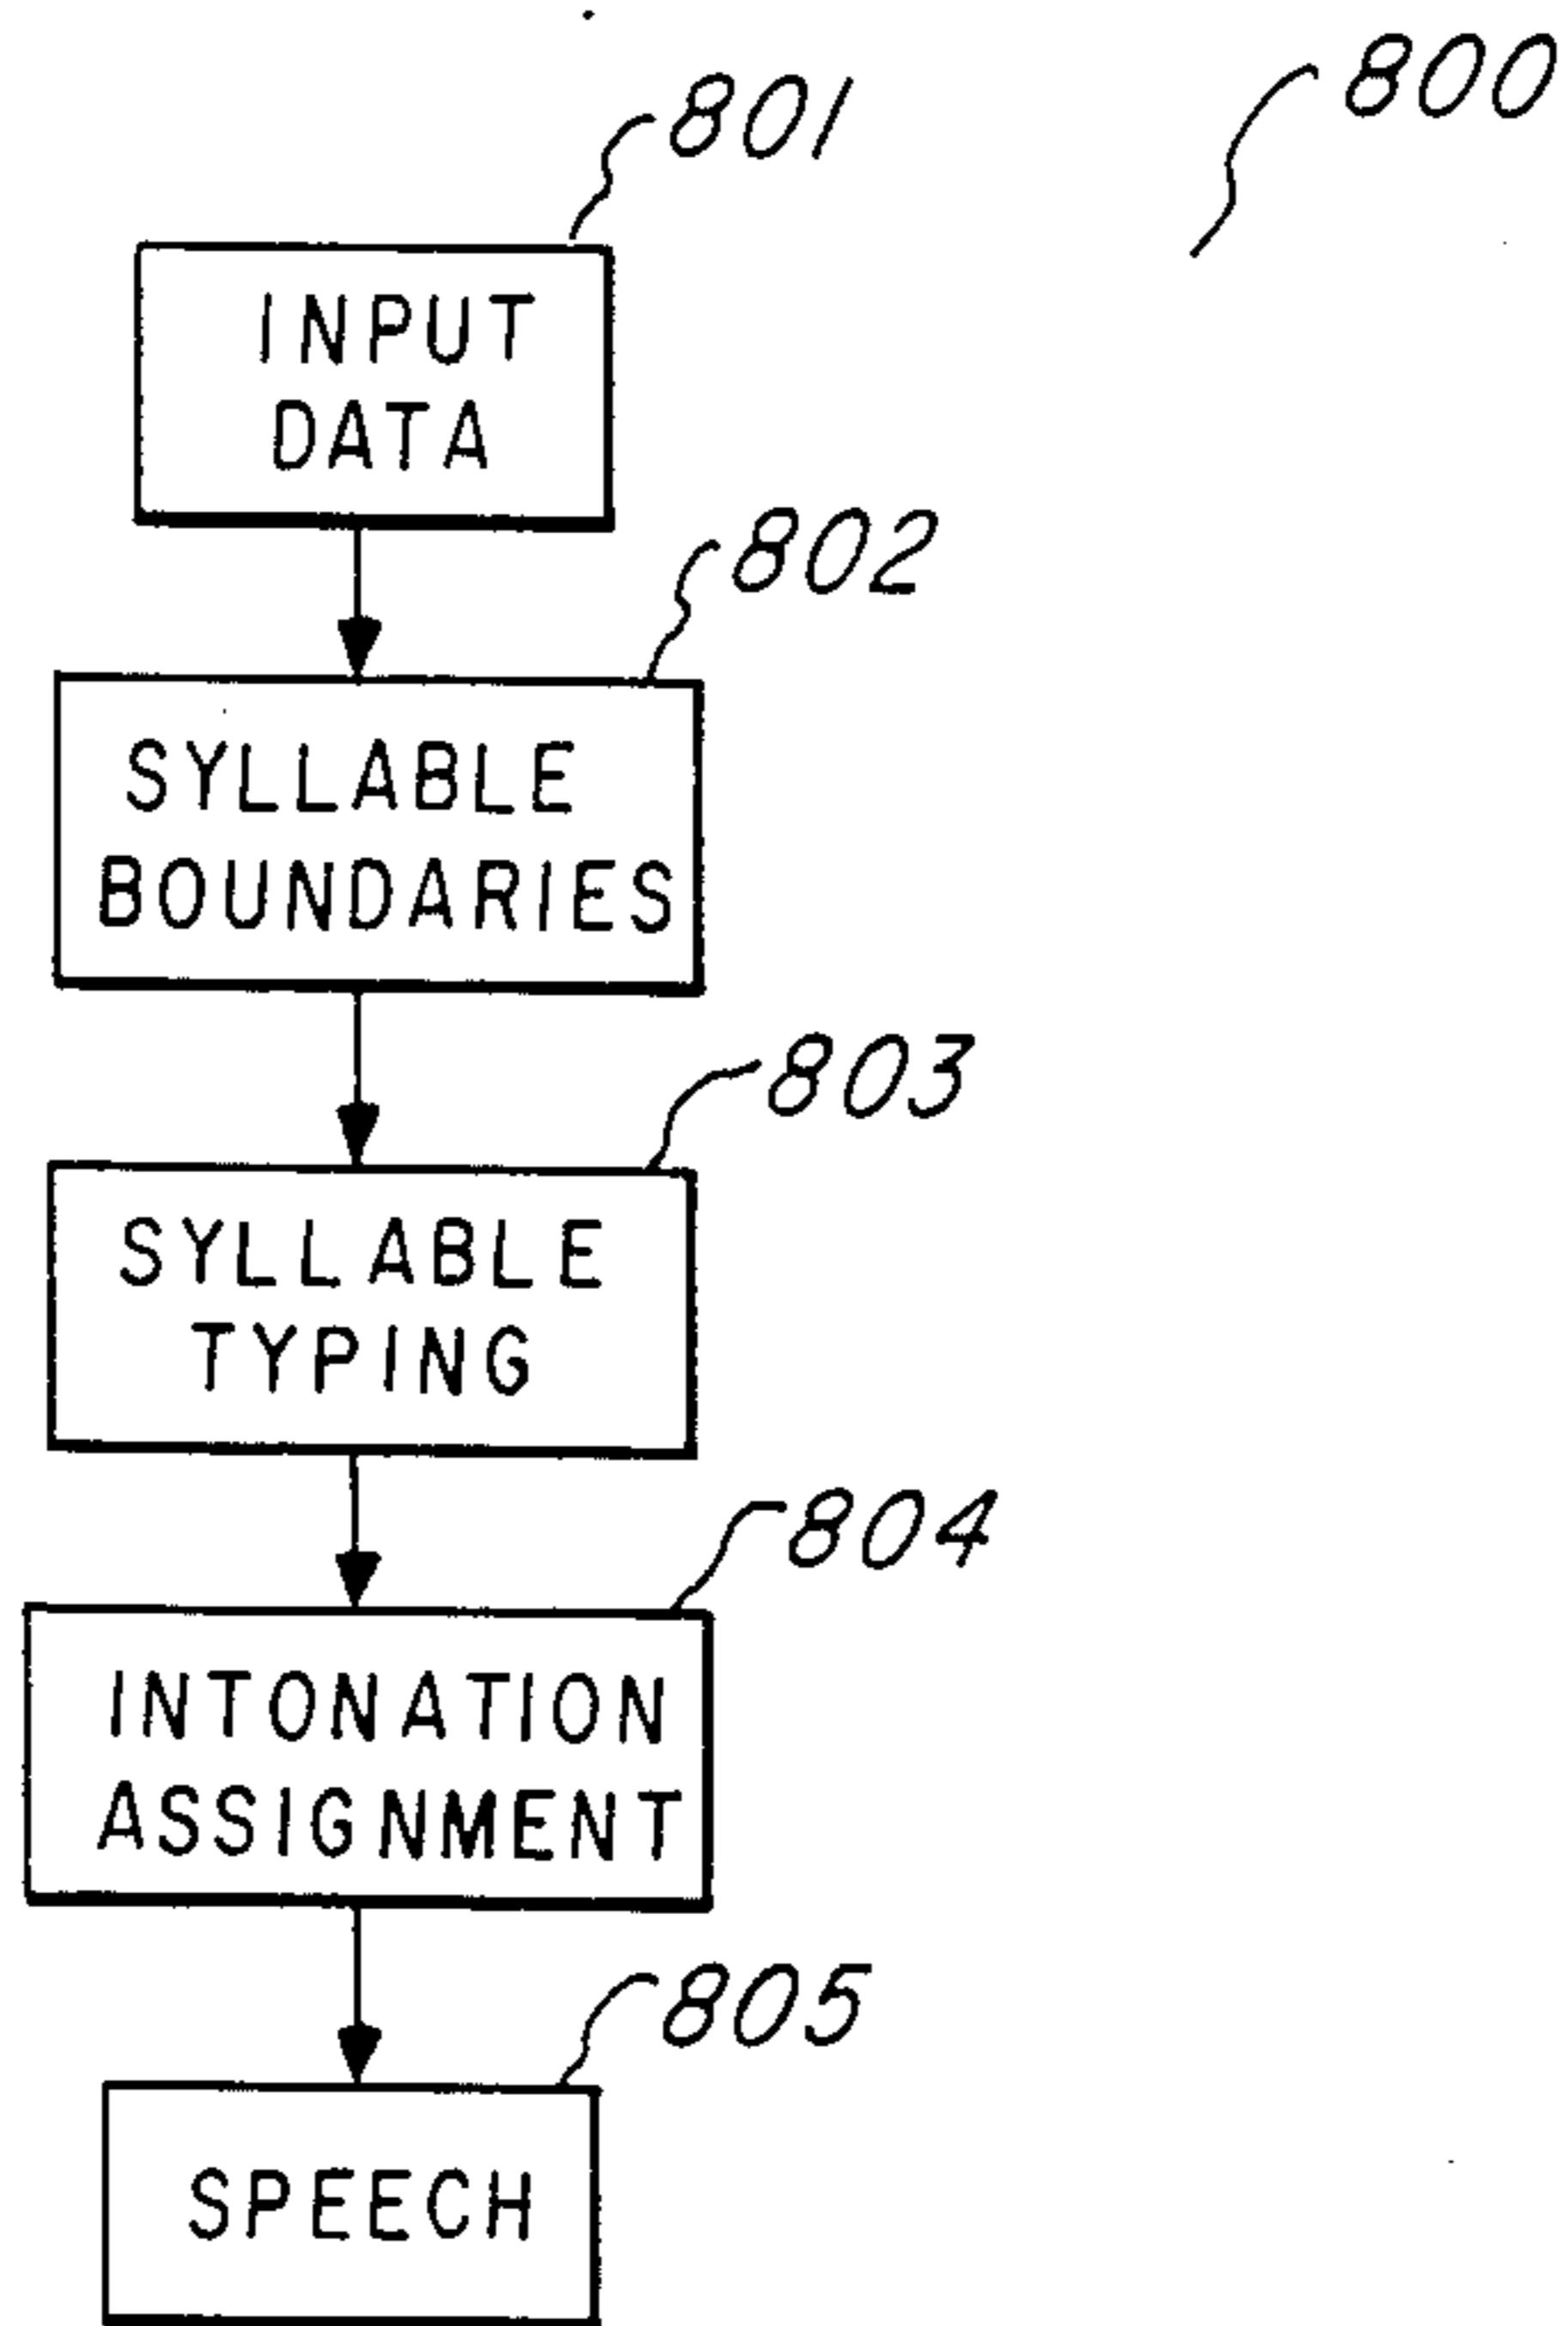 800
801
INPUT
DATA
802
SYLLABLE
BOUNDARIES
803
SYLLABLE
TYPING
804
INTONATION
ASSIGNMENT
805
SPEECH